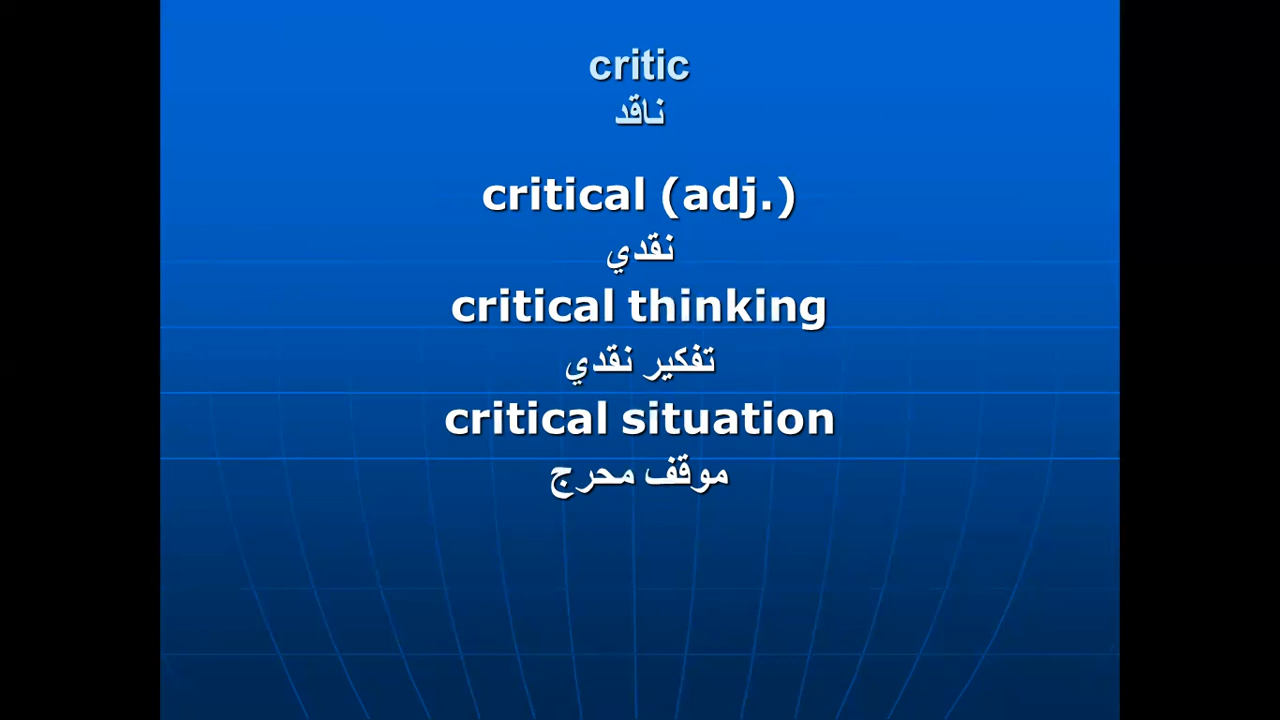 critic
ناقد
critical (adj.)
نقدي
critical thinking
تفكير نقدي
critical situation
موقف محرج